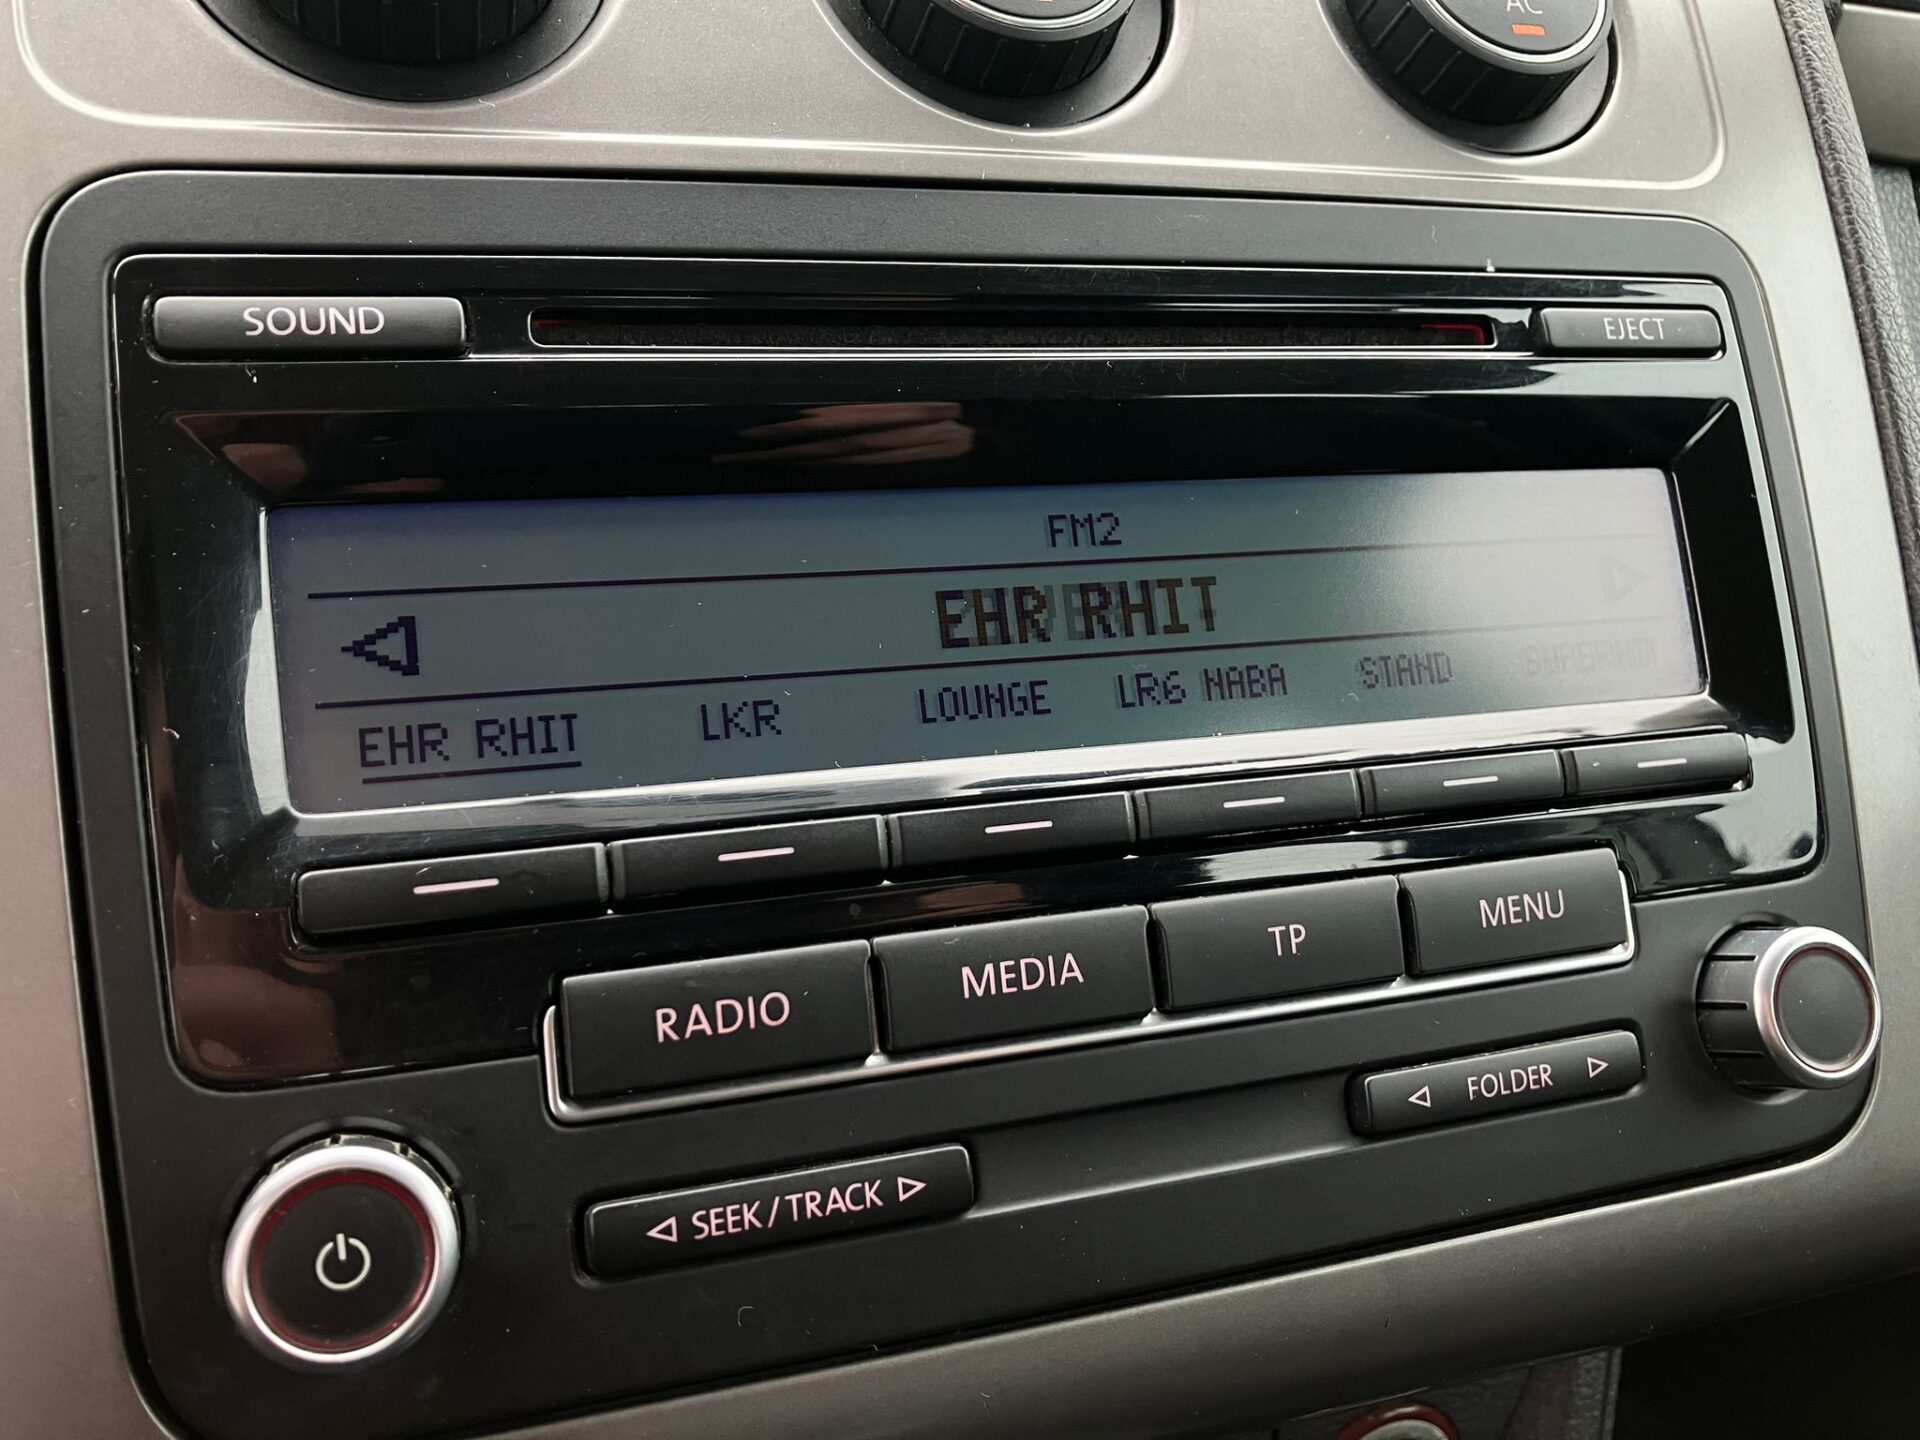 AC
SOUND
EJECT
FM2
EHR RHIT
EHR RHIT LKR LOUNGE LR6 NABA STAND SUPERHIT
RADIO MEDIA TP MENU
FOLDER
SEEK/TRACK